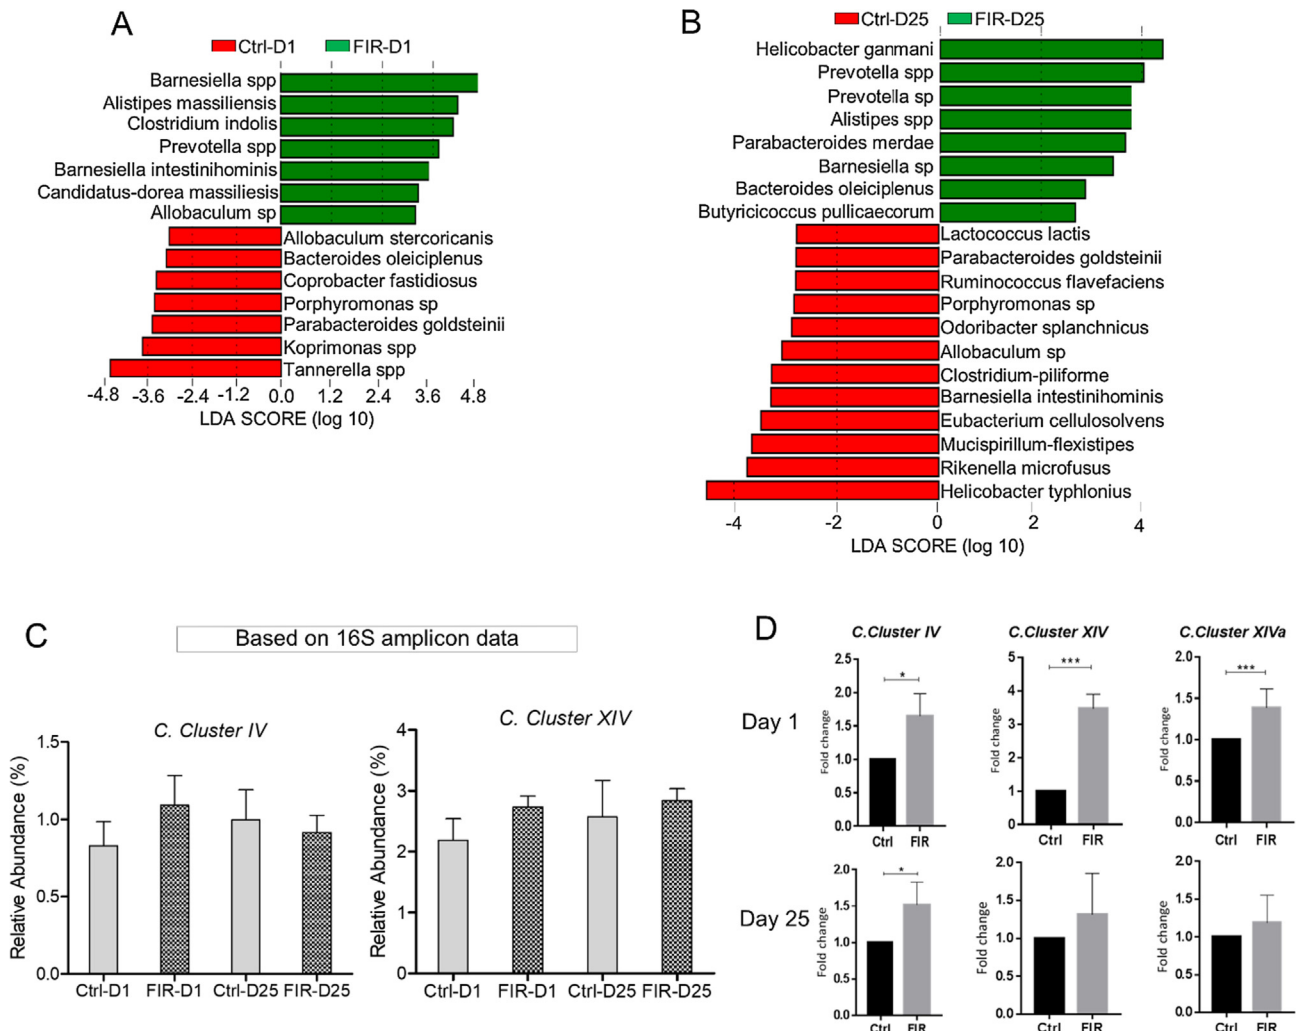 A
Ctrl-D1 FIR-D1
Barnesiella spp
Alistipes massiliensis
Clostridium indolis
Prevotella spp
Barnesiella intestinihominis
Candidatus-dorea massiliesis
Allobaculum sp
Allobaculum stercoricanis
Bacteroides oleiciplenus
Coprobacter fastidiosus
Porphyromonas sp
Parabacteroides goldsteinii
Koprimonas spp
Tannerella spp
-4.8 -3.6 -2.4 -1.2 0.0 1.2 2.4 3.6 4.8
LDA SCORE (log 10)
B
Ctrl-D25 FIR-D25
Helicobacter ganmani
Prevotella spp
Prevotella sp
Alistipes spp
Parabacteroides merdae
Barnesiella sp
Bacteroides oleiciplenus
Butyricicoccus pullicaecorum
Lactococcus lactis
Parabacteroides goldsteinii
Ruminococcus flavefaciens
Porphyromonas sp
Odoribacter splanchnicus
Allobaculum sp
Clostridium-piliforme
Barnesiella intestinihominis
Eubacterium cellulosolvens
Mucispirillum-flexistipes
Rikenella microfusus
Helicobacter typhlonius
-4 -2 0 2 4
LDA SCORE (log 10)
C
Based on 16S amplicon data
C. Cluster IV
Relative Abundance (%)
1.5
1.0
0.5
0.0
Ctrl-D1 FIR-D1 Ctrl-D25 FIR-D25
C. Cluster XIV
Relative Abundance (%)
4
3
2
1
0
Ctrl-D1 FIR-D1 Ctrl-D25 FIR-D25
D
C.Cluster IV C.Cluster XIV C.Cluster XIVa
Day 1
Fold change
2.5
2.0
1.5
1.0
0.5
0.0
*
Ctrl FIR
Fold change
5
4
3
2
1
0
***
Ctrl FIR
Fold change
2.0
1.5
1.0
0.5
0.0
***
Ctrl FIR
Day 25
Fold change
2.0
1.5
1.0
0.5
0.0
*
Ctrl FIR
Fold change
2.0
1.5
1.0
0.5
0.0
Ctrl FIR
Fold change
2.0
1.5
1.0
0.5
0.0
Ctrl FIR